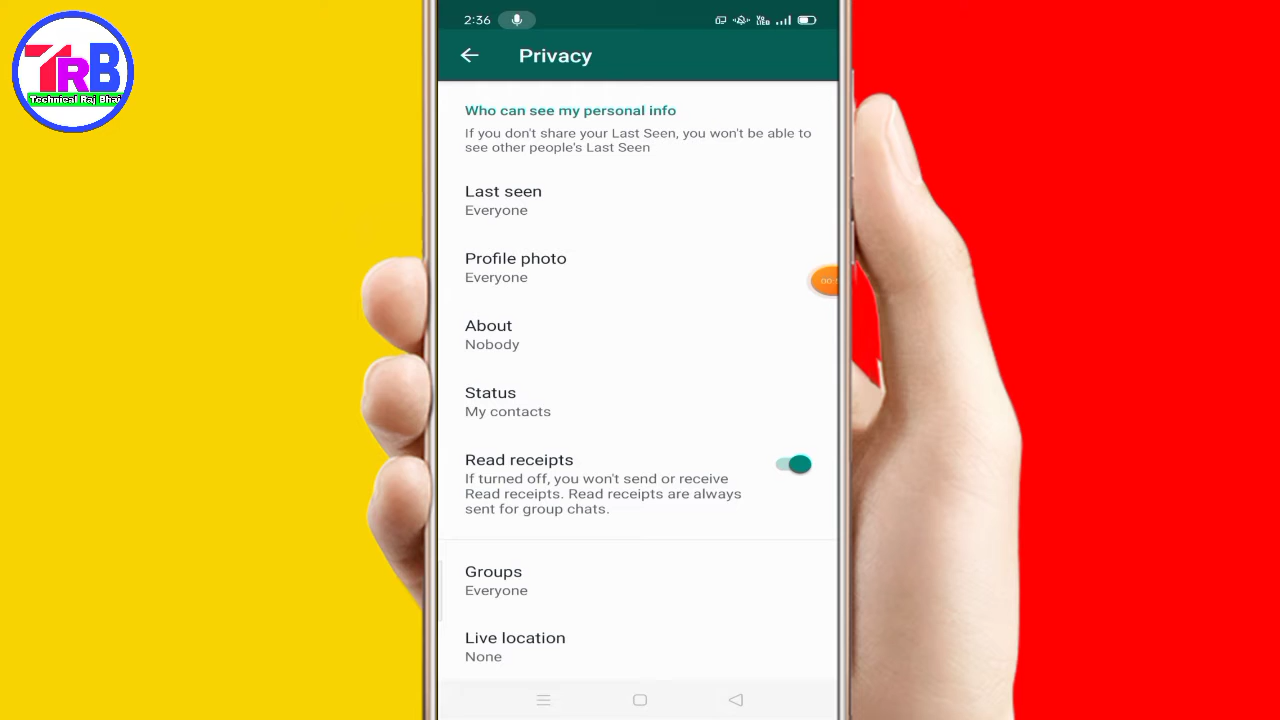 TRB
Technical Raj Bhai
2:36
Privacy
Who can see my personal info
If you don't share your Last Seen, you won't be able to
see other people's Last Seen
Last seen
Everyone
Profile photo
Everyone
About
Nobody
Status
My contacts
Read receipts
If turned off, you won't send or receive
Read receipts. Read receipts are always
sent for group chats.
Groups
Everyone
Live location
None